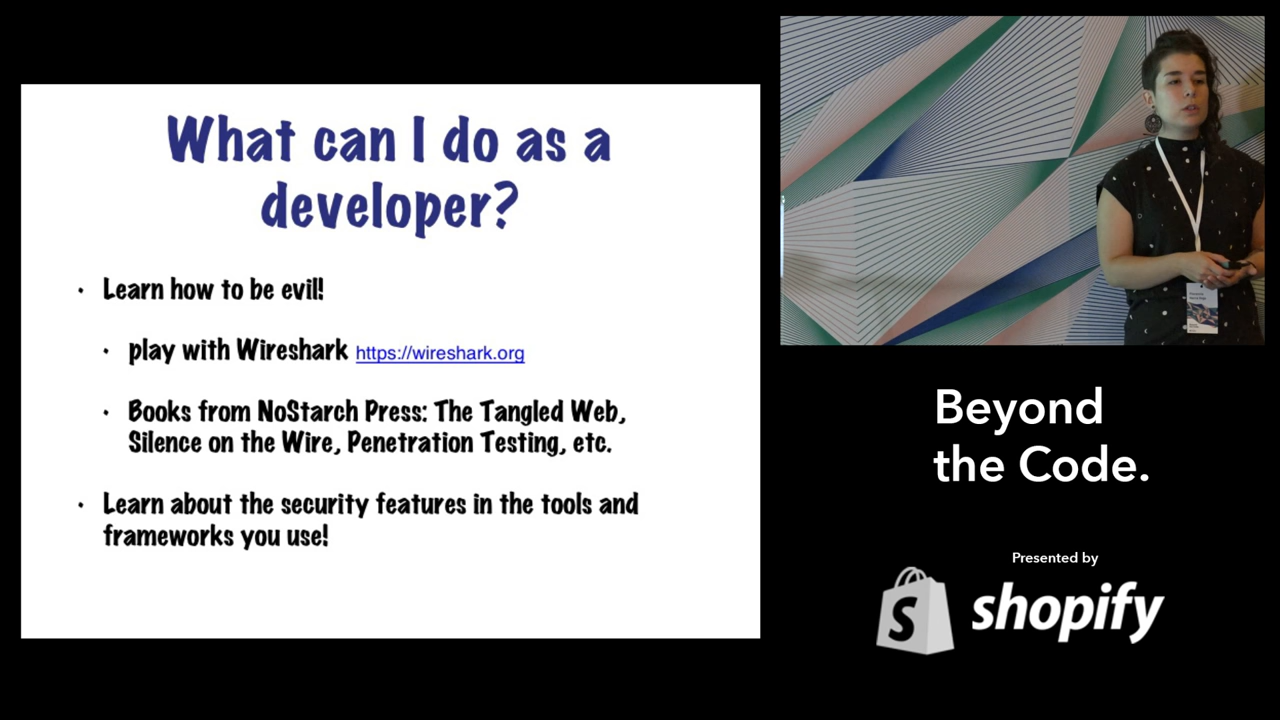 What can I do as a
developer?
• Learn how to be evil!
• play with Wireshark https://wireshark.org
• Books from NoStarch Press: The Tangled Web,
Silence on the Wire, Penetration Testing, etc.
• Learn about the security features in the tools and
frameworks you use!
Beyond
the Code.
Presented by
S shopify